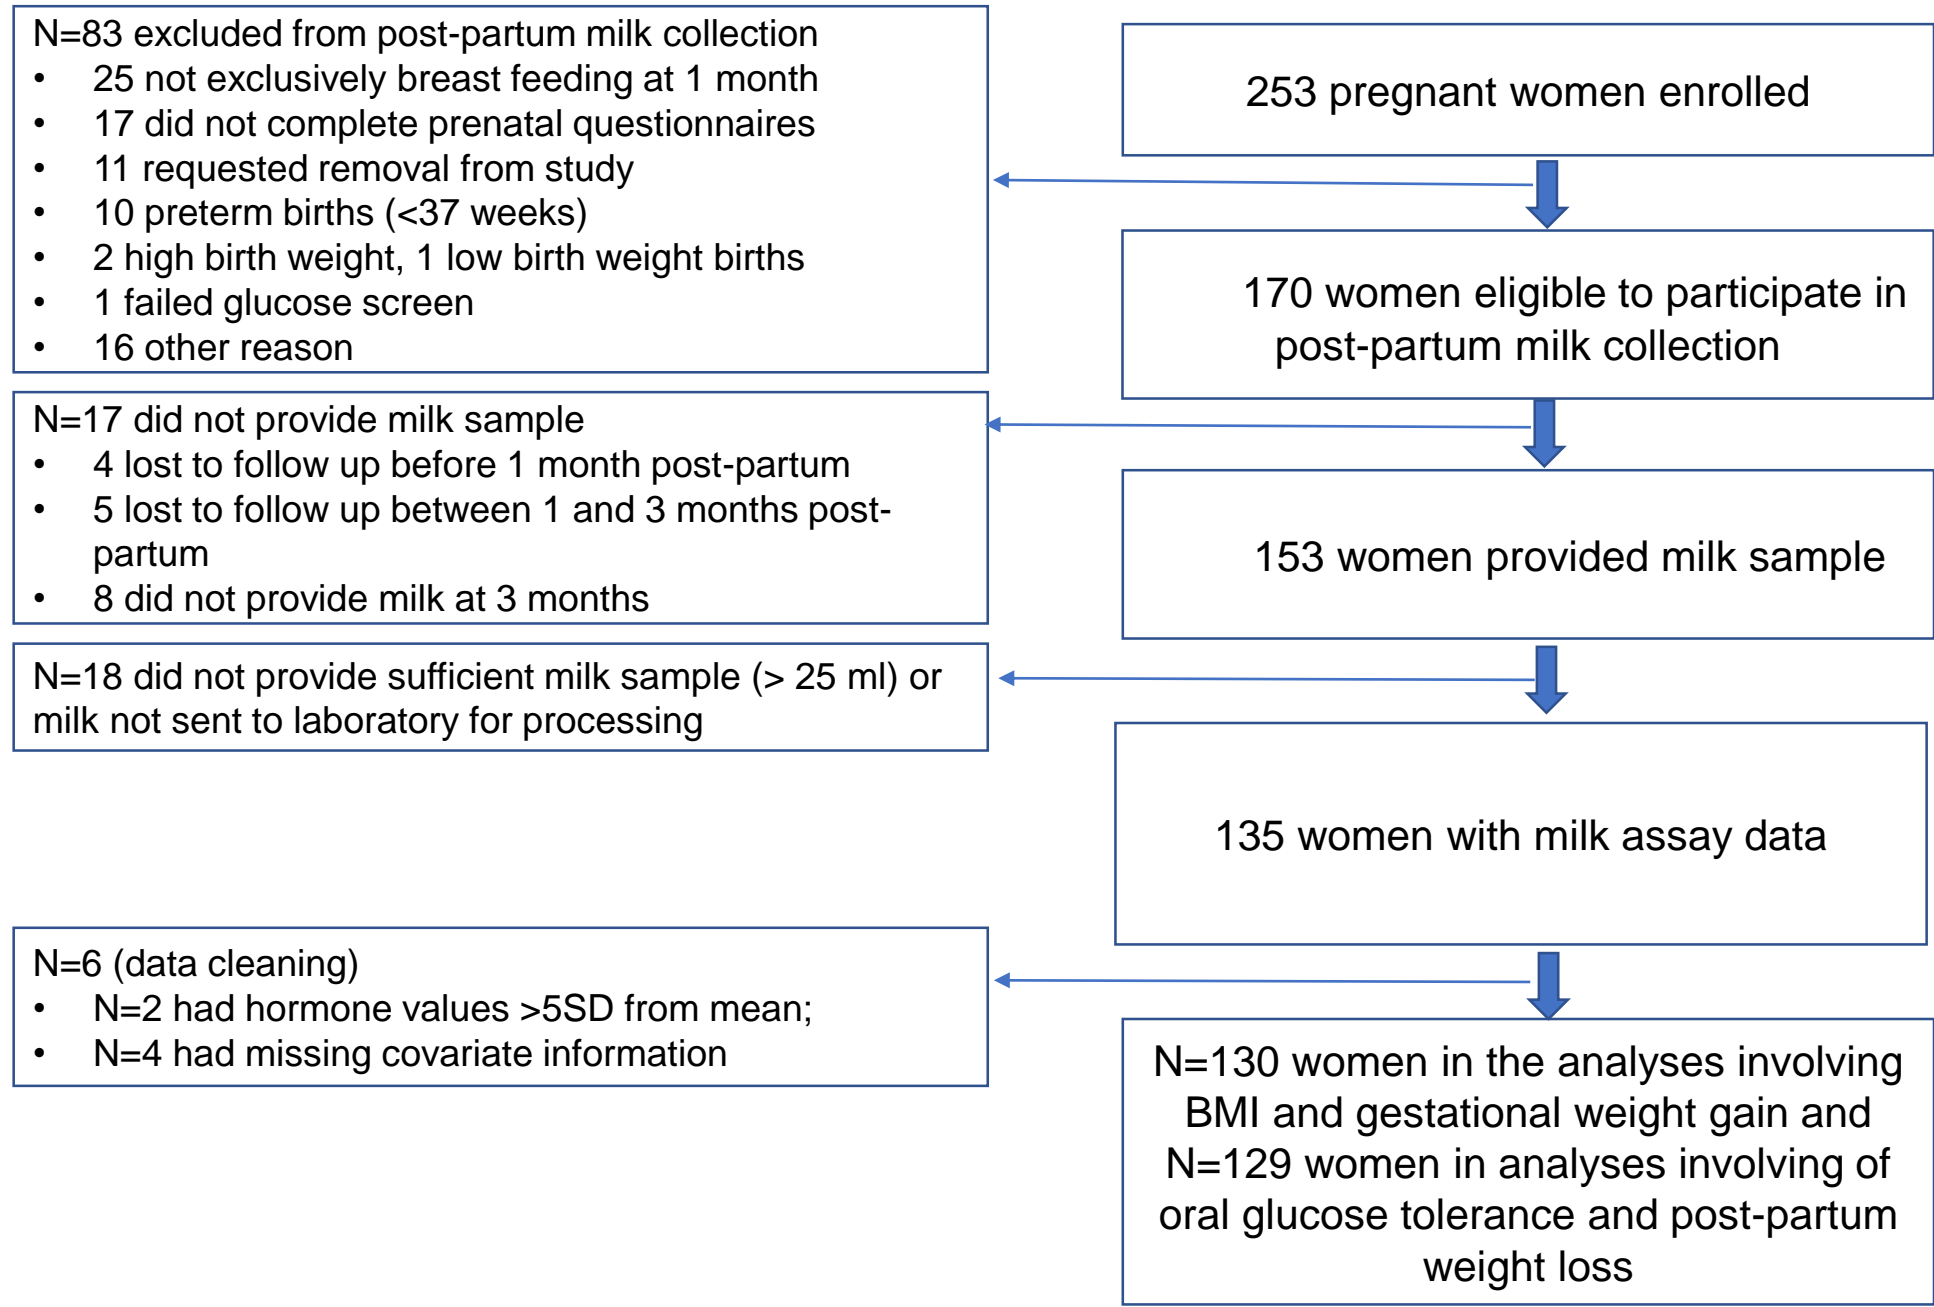 N=83 excluded from post-partum milk collection
• 25 not exclusively breast feeding at 1 month
• 17 did not complete prenatal questionnaires
• 11 requested removal from study
• 10 preterm births (<37 weeks)
• 2 high birth weight, 1 low birth weight births
• 1 failed glucose screen
• 16 other reason
253 pregnant women enrolled
170 women eligible to participate in
post-partum milk collection
N=17 did not provide milk sample
• 4 lost to follow up before 1 month post-partum
• 5 lost to follow up between 1 and 3 months post-
partum
• 8 did not provide milk at 3 months
153 women provided milk sample
N=18 did not provide sufficient milk sample (> 25 ml) or
milk not sent to laboratory for processing
135 women with milk assay data
N=6 (data cleaning)
• N=2 had hormone values >5SD from mean;
• N=4 had missing covariate information
N=130 women in the analyses involving
BMI and gestational weight gain and
N=129 women in analyses involving of
oral glucose tolerance and post-partum
weight loss